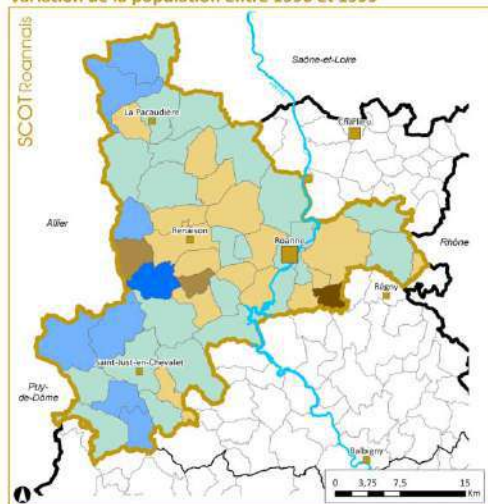 Variation de la population entre 1990 et 1999
SCOT Roannais
Saône-et-Loire
La Pacaudière
Charlieu
Allier
Renaison
Roanne
Rhône
Régny
Saint-Just-en-Chevalet
Puy-
de-Dôme
Balbigny
0 3,75 7,5 15
Km